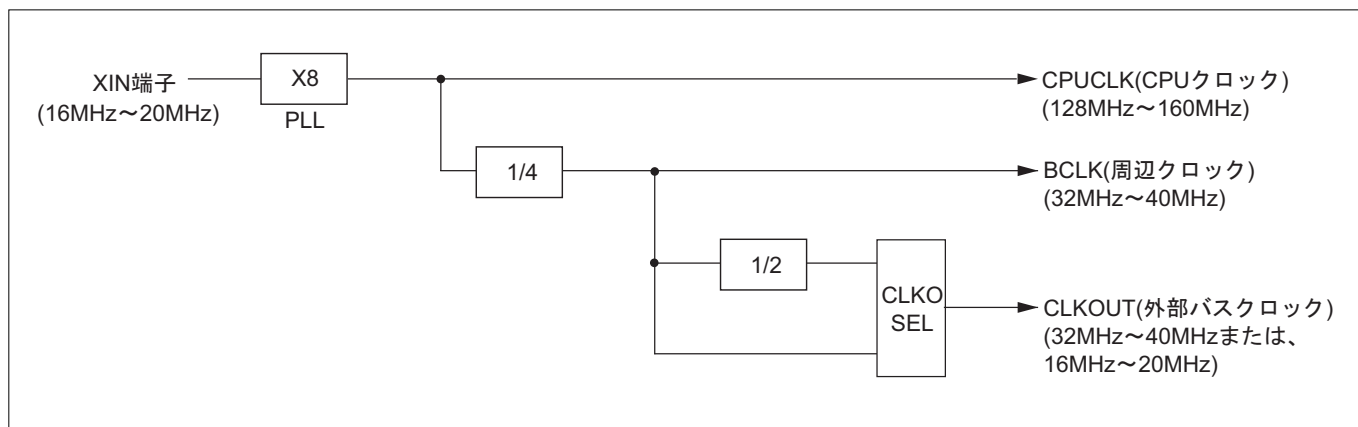 XIN端子
(16MHz～20MHz)
X8
PLL
CPUCLK(CPUクロック)
(128MHz～160MHz)
1/4
BCLK(周辺クロック)
(32MHz～40MHz)
1/2
CLKO
SEL
CLKOUT(外部バスクロック)
(32MHz～40MHzまたは、
16MHz～20MHz)